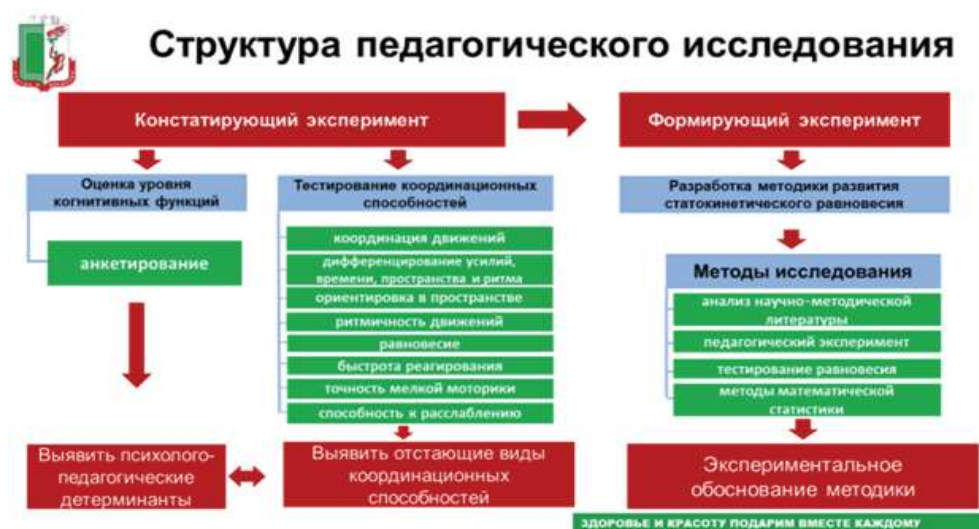 Структура педагогического исследования
Констатирующий эксперимент
Формирующий эксперимент
Оценка уровня
когнитивных функций
анкетирование
Тестирование координационных
способностей
координация движений
дифференцирование усилий,
времени, пространства и ритма
ориентировка в пространстве
ритмичность движений
равновесие
быстрота реагирования
точность мелкой моторики
способность к расслаблению
Разработка методики развития
статокинетического равновесия
Методы исследования
анализ научно-методической
литературы
педагогический эксперимент
тестирование равновесия
методы математической
статистики
Выявить психолого-
педагогические
детерминанты
Выявить отстающие виды
координационных
способностей
Экспериментальное
обоснование методики
ЗДОРОВЬЕ И КРАСОТУ ПОДАРИМ ВМЕСТЕ КАЖДОМУ